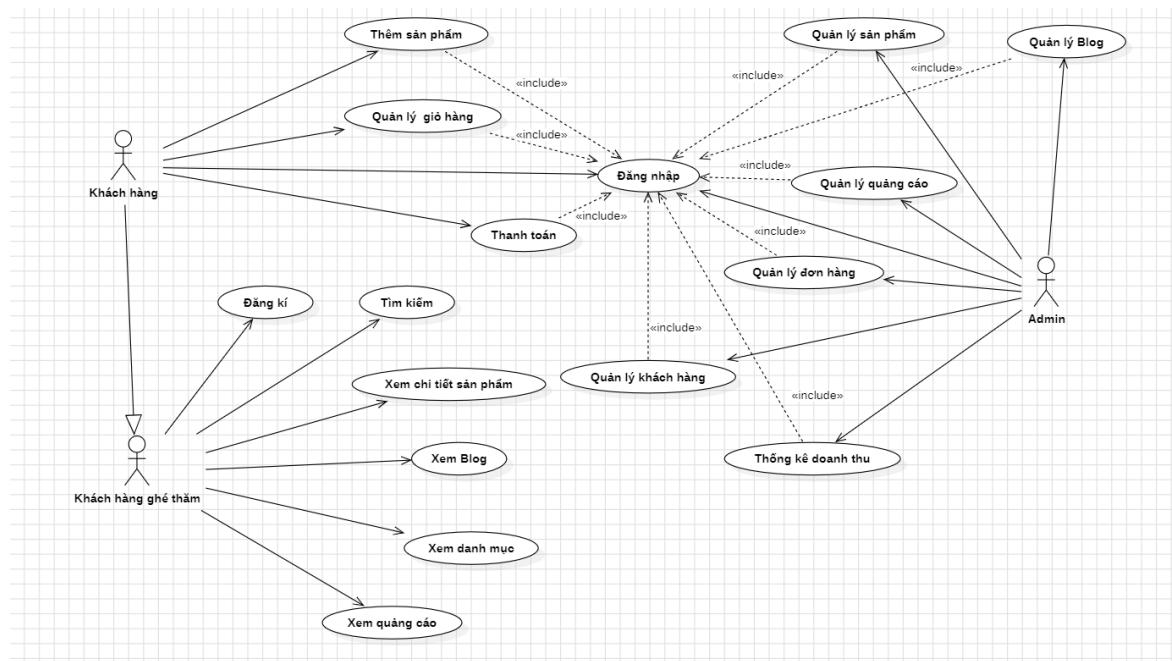 Thêm sản phẩm
Quản lý sản phẩm
Quản lý Blog
«include»
«include»
«include»
Quản lý giỏ hàng
«include»
Khách hàng
Đăng nhập
«include»
Quản lý quảng cáo
Thanh toán
«include»
«include»
Quản lý đơn hàng
Đăng kí
Tìm kiếm
Admin
«include»
Xem chi tiết sản phẩm
Quản lý khách hàng
«include»
Xem Blog
Thống kê doanh thu
Khách hàng ghé thăm
Xem danh mục
Xem quảng cáo